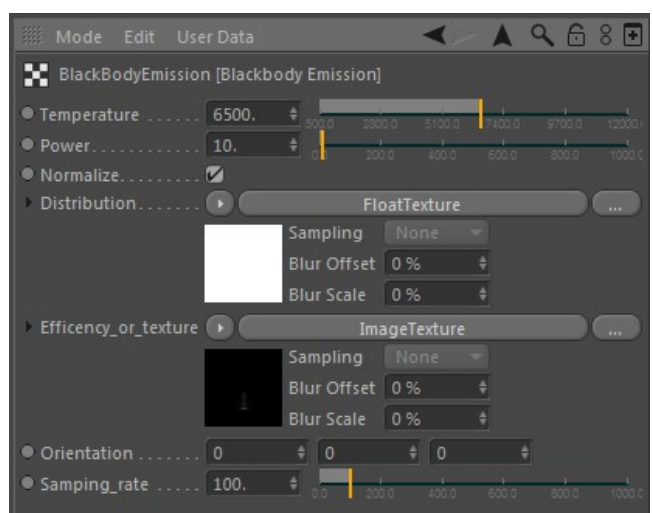 Mode Edit User Data
BlackBodyEmission [Blackbody Emission]
Temperature ...... 6500. 500.0 2800.0 5100.0 7400.0 9700.0 12000.
Power........... 10. 0.0 200.0 400.0 600.0 800.0 1000.0
Normalize.........
Distribution....... FloatTexture ...
Sampling None
Blur Offset 0 %
Blur Scale 0 %
Efficency_or_texture ImageTexture ...
Sampling None
Blur Offset 0 %
Blur Scale 0 %
Orientation ....... 0 0 0
Samping_rate ..... 100. 0.0 200.0 400.0 600.0 800.0 1000.0